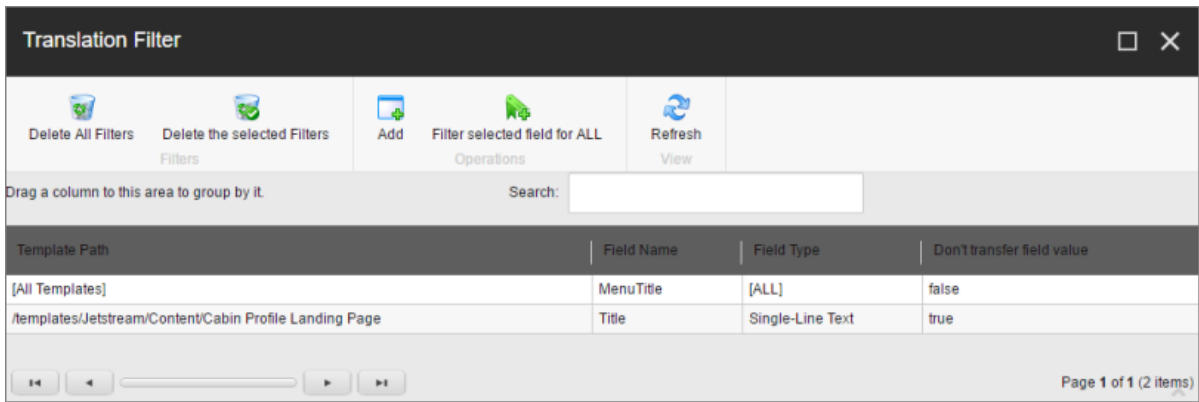 Translation Filter
Delete All Filters Delete the selected Filters Add Filter selected field for ALL Refresh
Filters Operations View
Drag a column to this area to group by it. Search:
Template Path Field Name Field Type Don't transfer field value
[All Templates] MenuTitle [ALL] false
/templates/Jetstream/Content/Cabin Profile Landing Page Title Single-Line Text true
Page 1 of 1 (2 items)